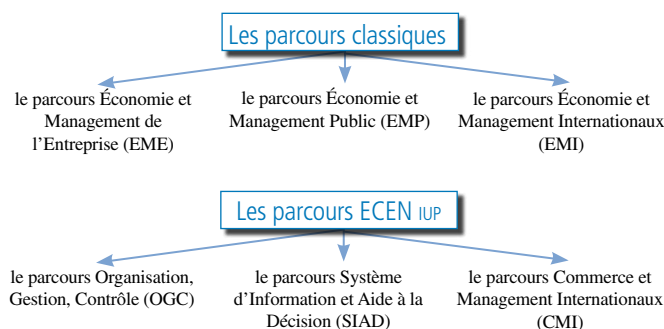 Les parcours classiques
le parcours Économie et
Management de
l'Entreprise (EME)
le parcours Économie et
Management Public (EMP)
le parcours Économie et
Management Internationaux
(EMI)
Les parcours ECEN IUP
le parcours Organisation,
Gestion, Contrôle (OGC)
le parcours Système
d'Information et Aide à la
Décision (SIAD)
le parcours Commerce et
Management Internationaux
(CMI)